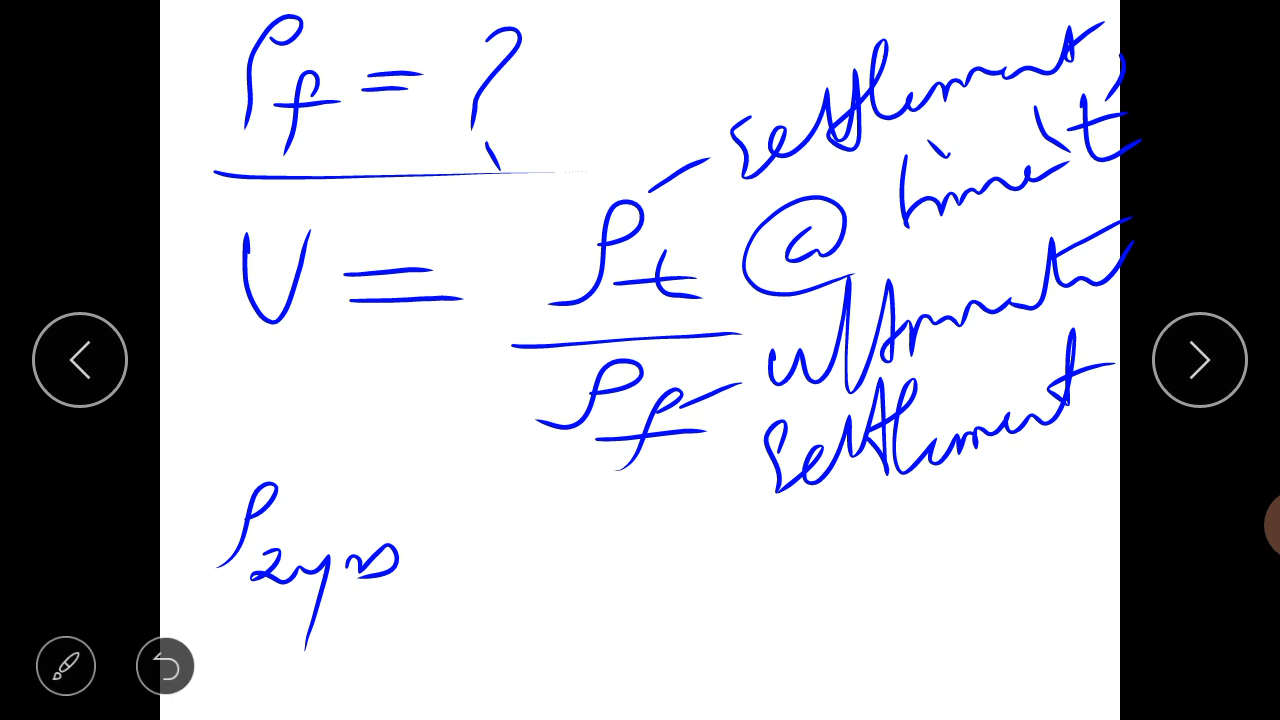 ρf = ?
U = ρt / ρf
settlement
@ time 't'
ultimate
settlement
ρ2yrs